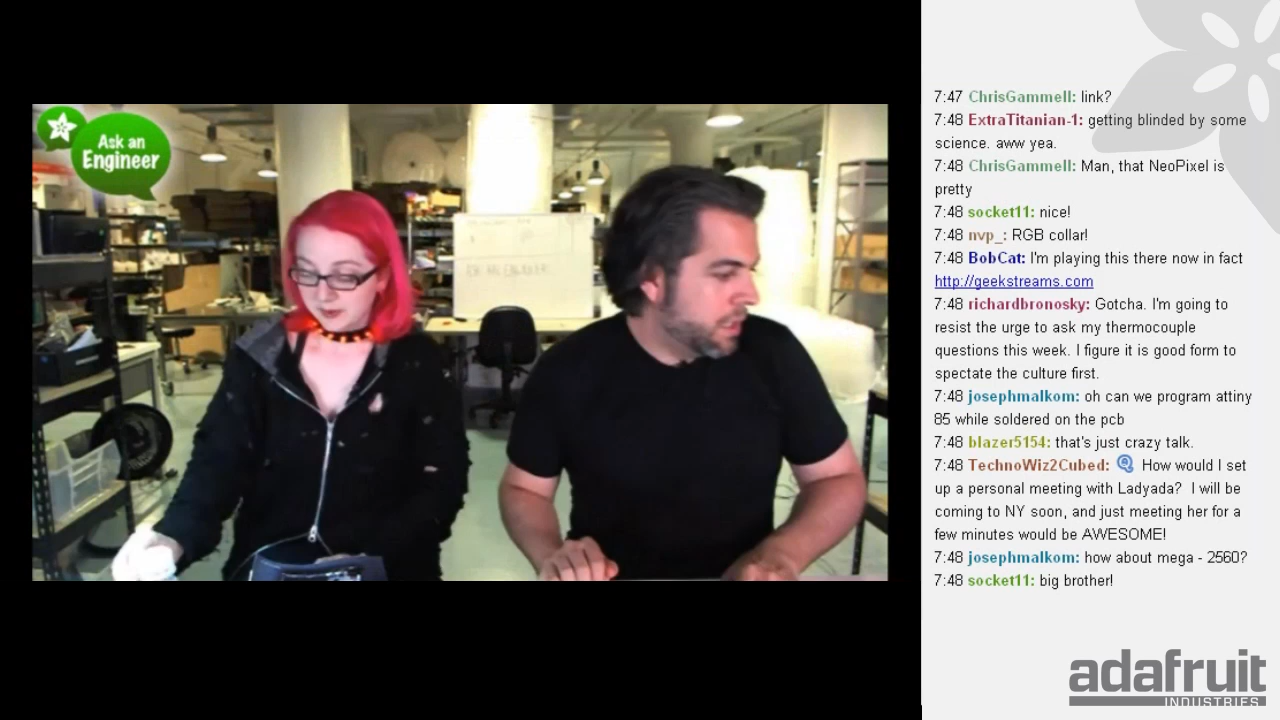 Ask an
Engineer
7:47 ChrisGammell: link?
7:48 ExtraTitanian-1: getting blinded by some
science. aww yea.
7:48 ChrisGammell: Man, that NeoPixel is
pretty
7:48 socket11: nice!
7:48 nvp_: RGB collar!
7:48 BobCat: I'm playing this there now in fact
http://geekstreams.com
7:48 richardbronosky: Gotcha. I'm going to
resist the urge to ask my thermocouple
questions this week. I figure it is good form to
spectate the culture first.
7:48 josephmalkom: oh can we program attiny
85 while soldered on the pcb
7:48 blazer5154: that's just crazy talk.
7:48 TechnoWiz2Cubed: How would I set
up a personal meeting with Ladyada? I will be
coming to NY soon, and just meeting her for a
few minutes would be AWESOME!
7:48 josephmalkom: how about mega - 2560?
7:48 socket11: big brother!
adafruit
INDUSTRIES